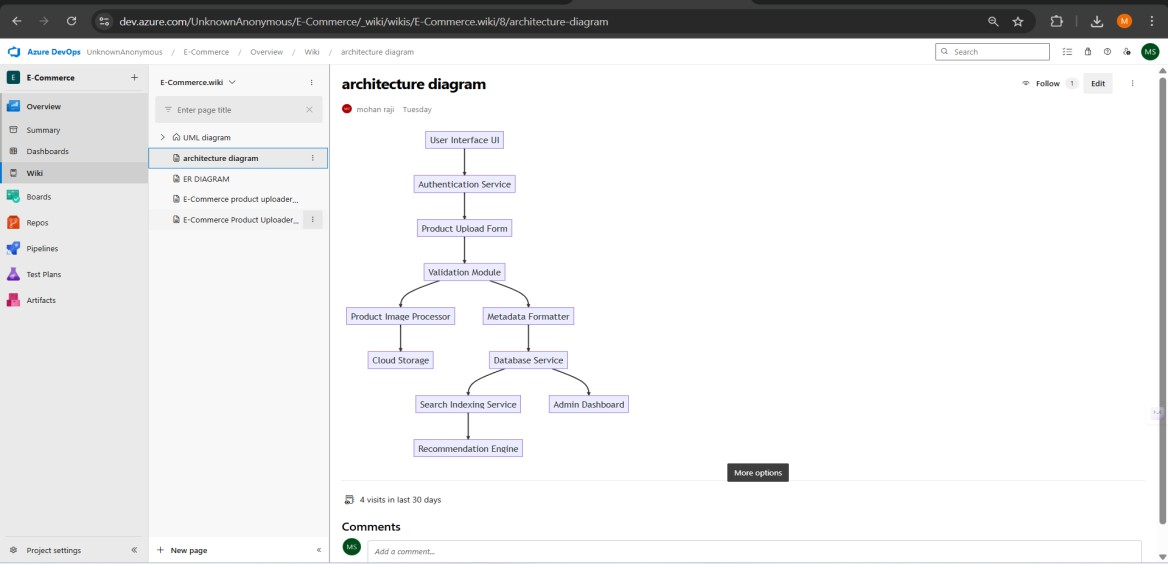 dev.azure.com/UnknownAnonymous/E-Commerce/_wiki/wikis/E-Commerce.wiki/8/architecture-diagram
M
Azure DevOps UnknownAnonymous / E-Commerce / Overview / Wiki / architecture diagram
Search
MS
E E-Commerce
Overview
Summary
Dashboards
Wiki
Boards
Repos
Pipelines
Test Plans
Artifacts
Project settings
E-Commerce.wiki
Enter page title
UML diagram
architecture diagram
ER DIAGRAM
E-Commerce product uploader_...
E-Commerce Product Uploader_...
New page
architecture diagram
Follow 1 Edit
mohan raji Tuesday
User Interface UI
Authentication Service
Product Upload Form
Validation Module
Product Image Processor Metadata Formatter
Cloud Storage Database Service
Search Indexing Service Admin Dashboard
Recommendation Engine
More options
4 visits in last 30 days
Comments
MS Add a comment...